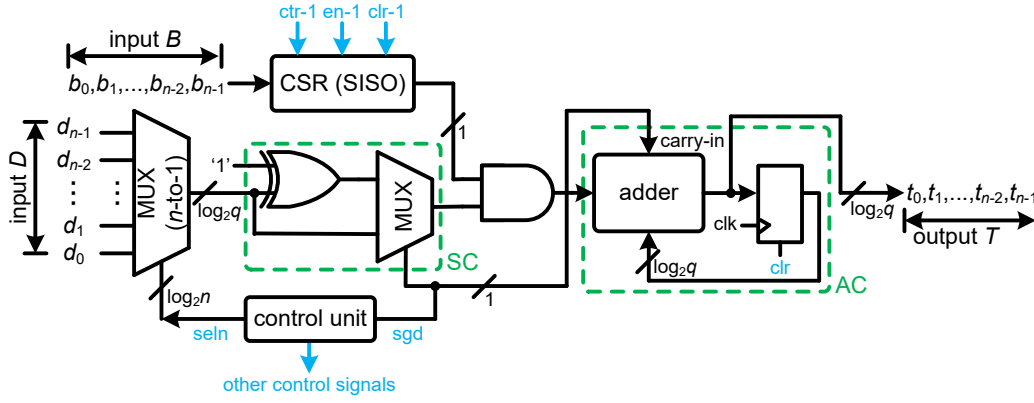 ctr-1 en-1 clr-1
input B
b0,b1,...,bn-2,bn-1
CSR (SISO)
1
input D
dn-1
dn-2
d1
d0
MUX
(n-to-1)
log2q
'1'
MUX
SC
carry-in
adder
clk
clr
log2q
AC
log2q
t0,t1,...,tn-2,tn-1
output T
log2n
1
seln
control unit
sgd
other control signals